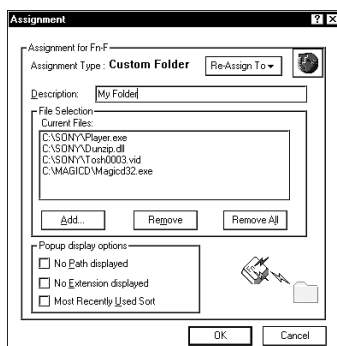 Assignment
Assignment for Fn-F
Assignment Type : Custom Folder
Re-Assign To
Description: My Folder
File Selection
Current Files:
C:\SONY\Player.exe
C:\SONY\Dunzip.dll
C:\SONY\Tosh0003.vid
C:\MAGICD\Magicd32.exe
Add... Remove Remove All
Popup display options
No Path displayed
No Extension displayed
Most Recently Used Sort
OK Cancel